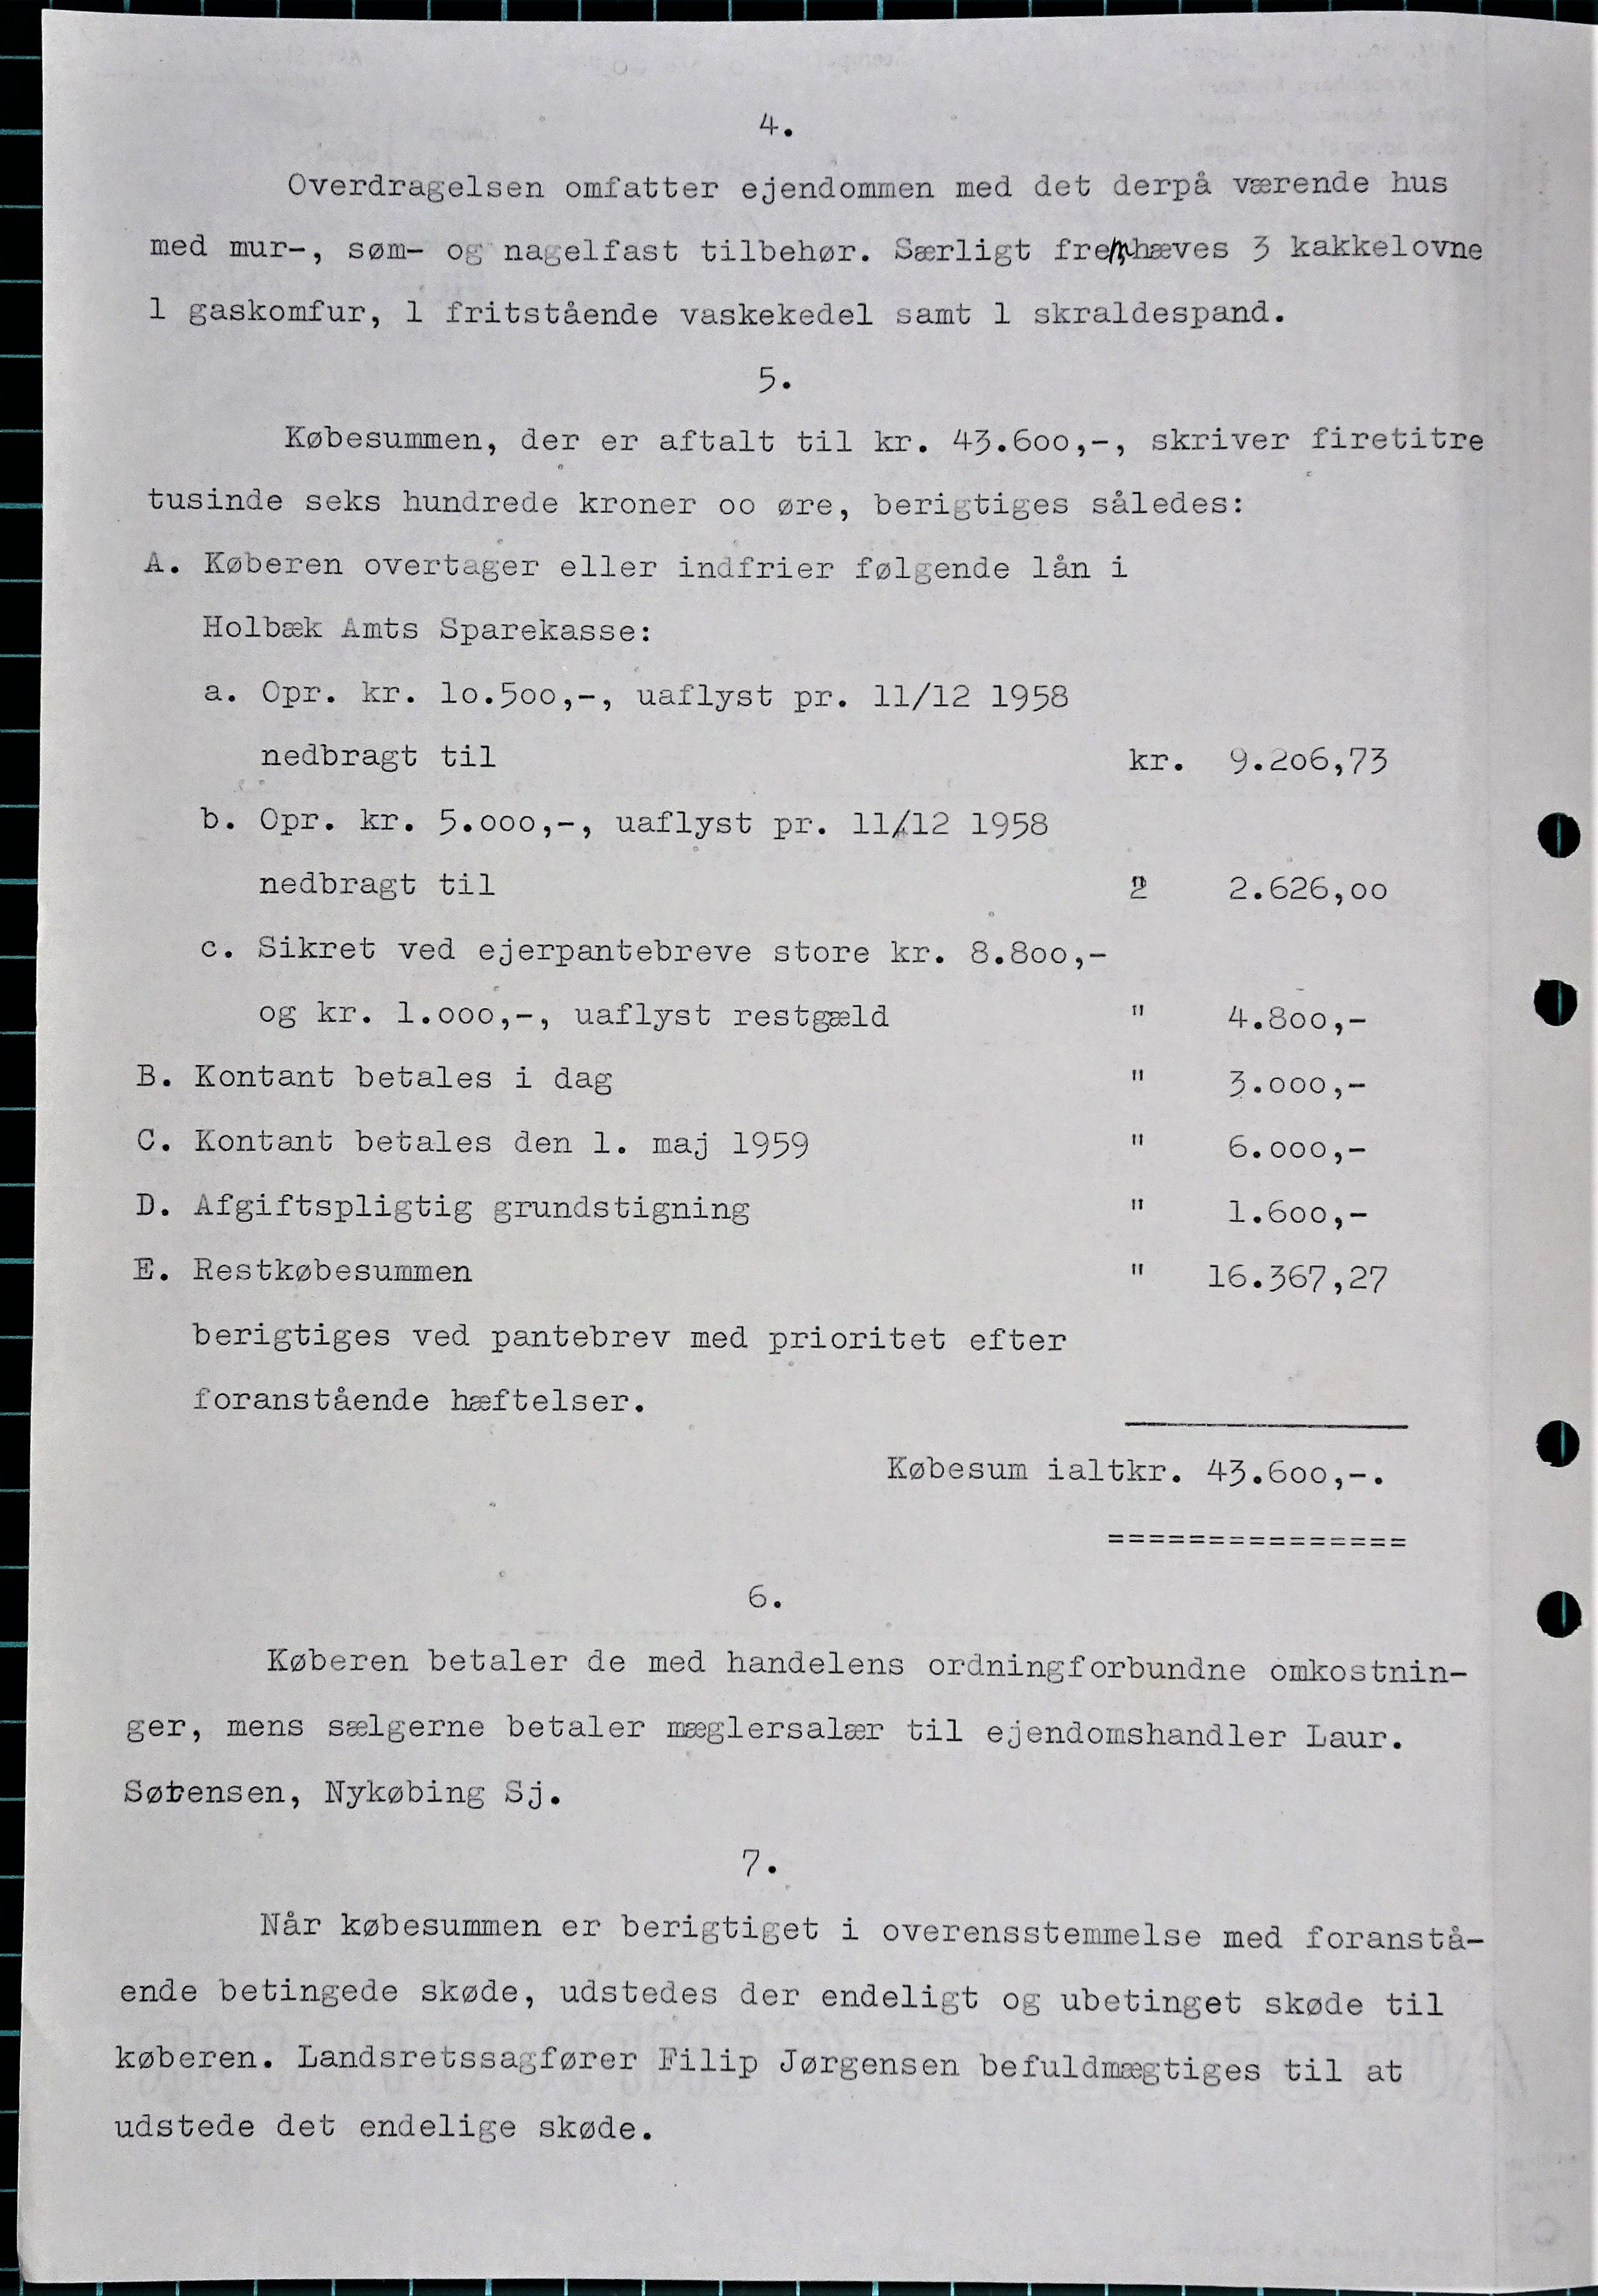 4.
Overdragelsen omfatter ejendommen med det derpå værende hus
med mur-, søm- og nagelfast tilbehør. Særligt fremhæves 3 kakkelovne
1 gaskomfur, 1 fritstående vaskekedel samt 1 skraldespand.
5.
Købesummen, der er aftalt til kr. 43.600,-, skriver firetitre
tusinde seks hundrede kroner oo øre, berigtiges således:
A. Køberen overtager eller indfrier følgende lån i
Holbæk Amts Sparekasse:
a. Opr. kr. 10.500,-, uaflyst pr. 11/12 1958
nedbragt til kr. 9.206,73
b. Opr. kr. 5.000,-, uaflyst pr. 11/12 1958
nedbragt til " 2.626,00
c. Sikret ved ejerpantebreve store kr. 8.800,-
og kr. 1.000,-, uaflyst restgæld " 4.800,-
B. Kontant betales i dag " 3.000,-
C. Kontant betales den 1. maj 1959 " 6.000,-
D. Afgiftspligtig grundstigning " 1.600,-
E. Restkøbesummen " 16.367,27
berigtiges ved pantebrev med prioritet efter
foranstående hæftelser.
Købesum ialtkr. 43.600,-.
===============
6.
Køberen betaler de med handelens ordningforbundne omkostnin-
ger, mens sælgerne betaler mæglersalær til ejendomshandler Laur.
Sørensen, Nykøbing Sj.
7.
Når købesummen er berigtiget i overensstemmelse med foranstå-
ende betingede skøde, udstedes der endeligt og ubetinget skøde til
køberen. Landsretssagfører Filip Jørgensen befuldmægtiges til at
udstede det endelige skøde.